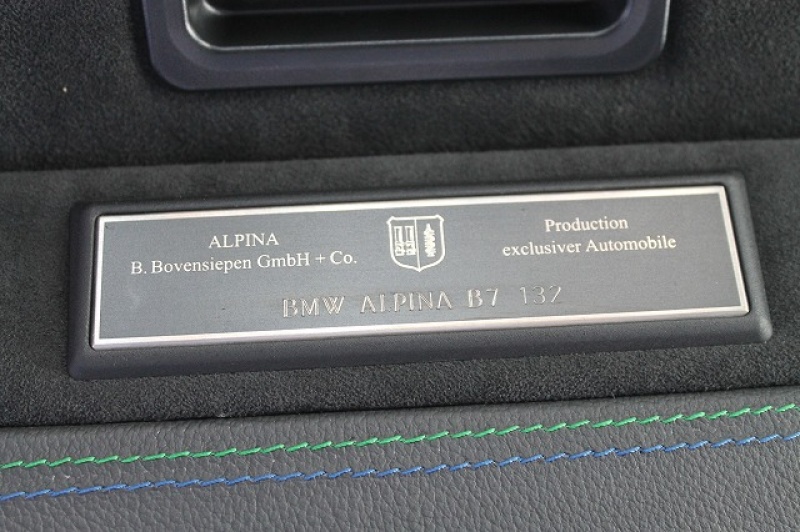 ALPINA
B. Bovensiepen GmbH + Co.
Production
exclusiver Automobile
BMW ALPINA B7 132